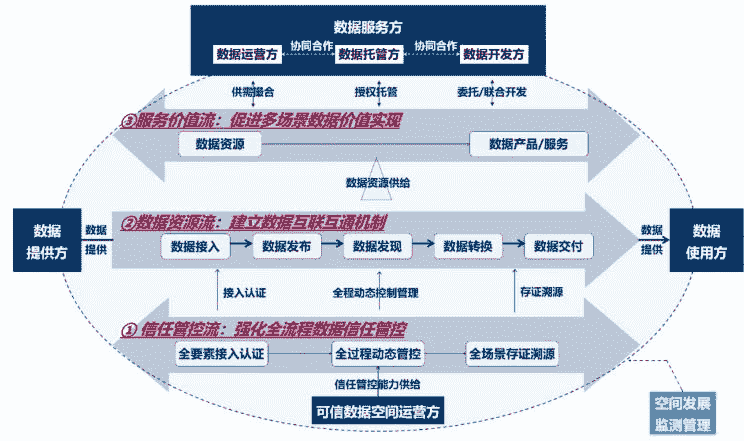 数据服务方
数据运营方 协同合作 数据托管方 协同合作 数据开发方
供需撮合 授权托管 委托/联合开发
③服务价值流：促进多场景数据价值实现
数据资源 数据产品/服务
数据资源供给
数据
提供方
数据
提供
②数据资源流：建立数据互联互通机制
数据接入 数据发布 数据发现 数据转换 数据交付
数据
提供
数据
使用方
接入认证 全程动态控制管理 存证溯源
① 信任管控流：强化全流程数据信任管控
全要素接入认证 全过程动态管控 全场景存证溯源
信任管控能力供给
可信数据空间运营方
空间发展
监测管理